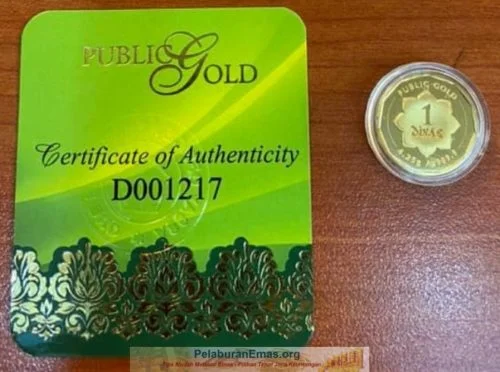 PUBLIC GOLD
Certificate of Authenticity
D001217
PUBLIC GOLD
1
DINAR
PelaburanEmas.org